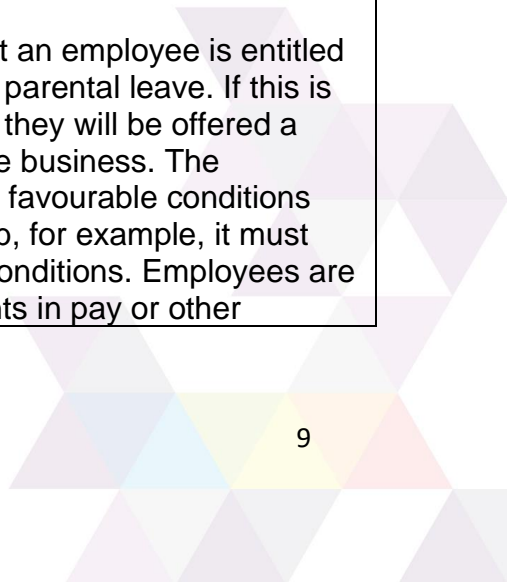 t an employee is entitled
parental leave. If this is
they will be offered a
e business. The
favourable conditions
, for example, it must
onditions. Employees are
ts in pay or other
9